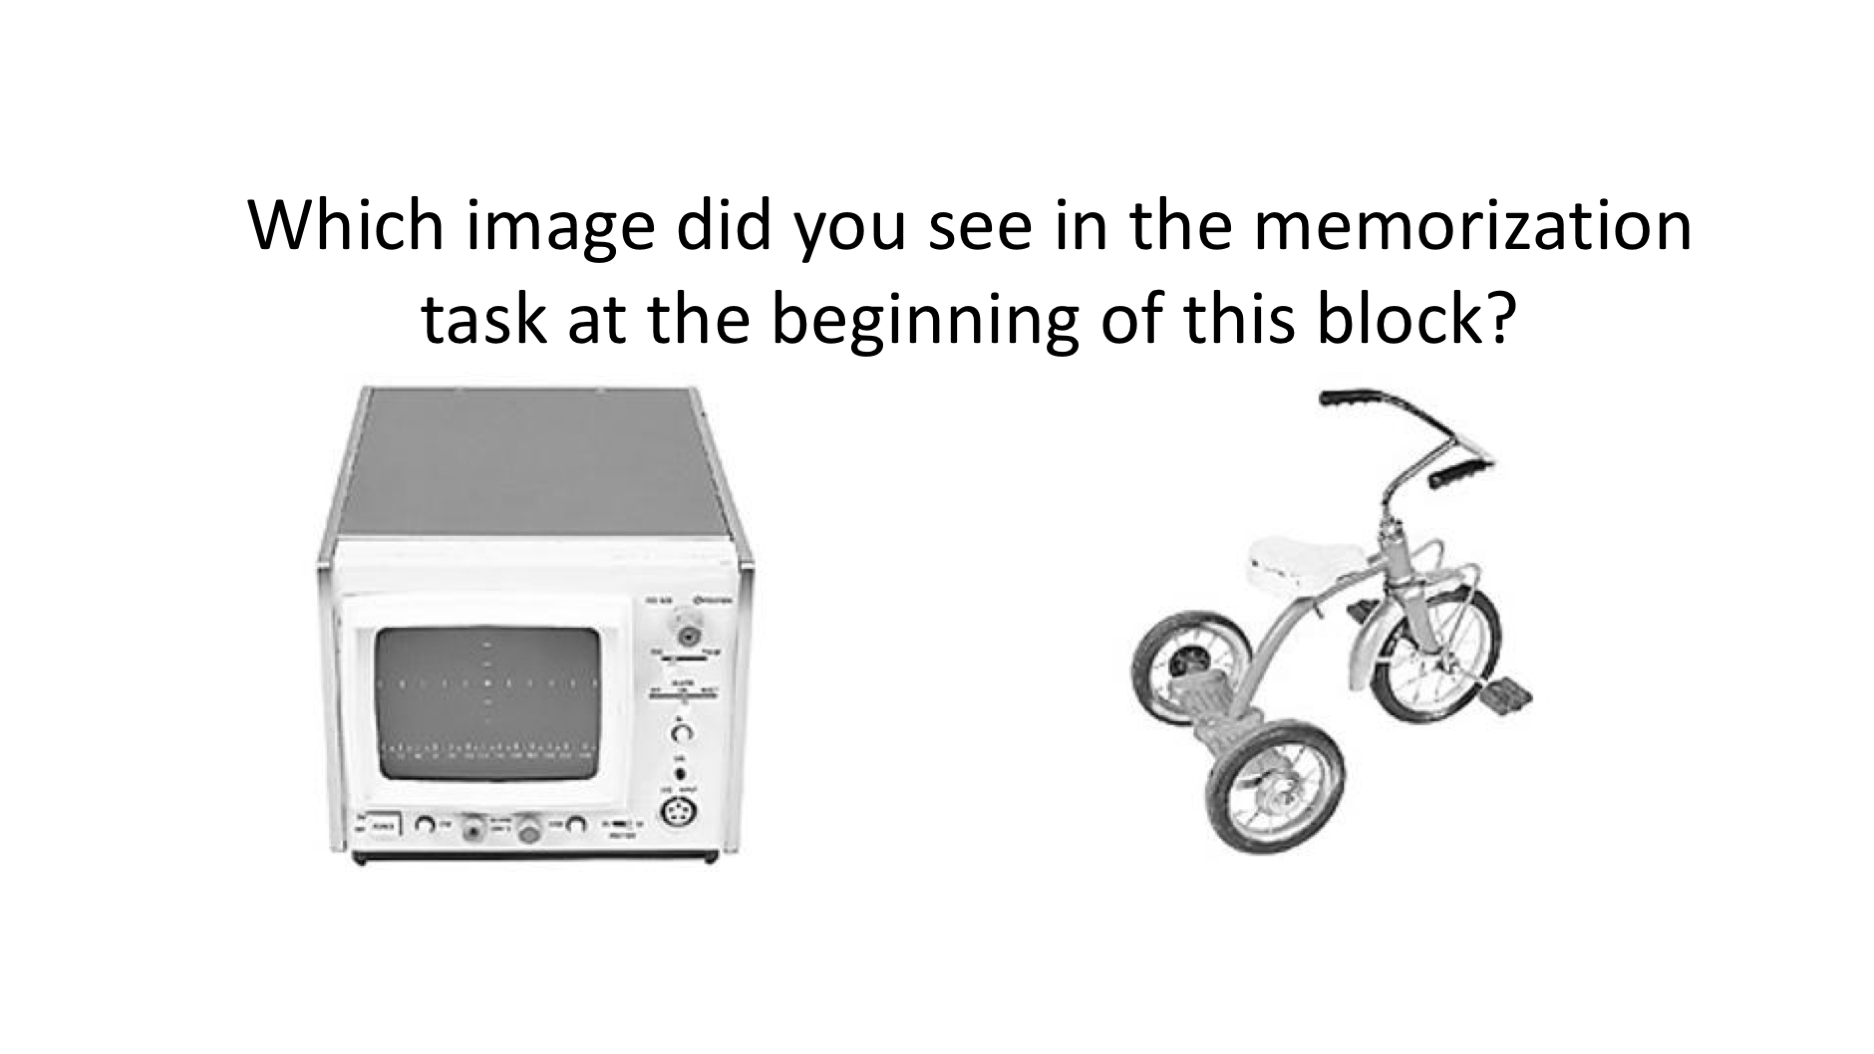 Which image did you see in the memorization
task at the beginning of this block?